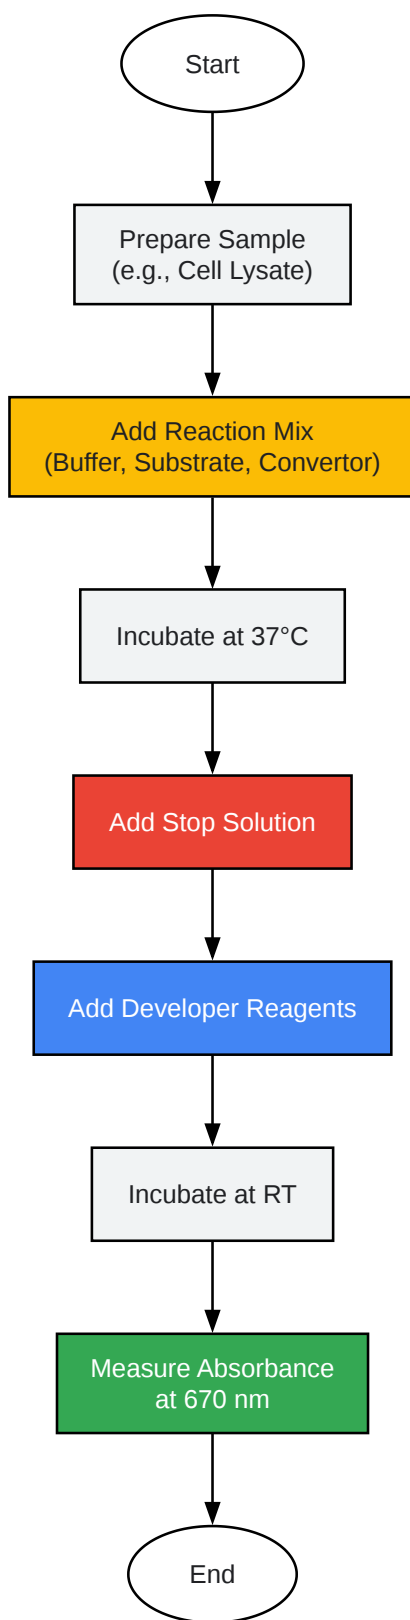 Start
Prepare Sample
(e.g., Cell Lysate)
Add Reaction Mix
(Buffer, Substrate, Convertor)
Incubate at 37°C
Add Stop Solution
Add Developer Reagents
Incubate at RT
Measure Absorbance
at 670 nm
End